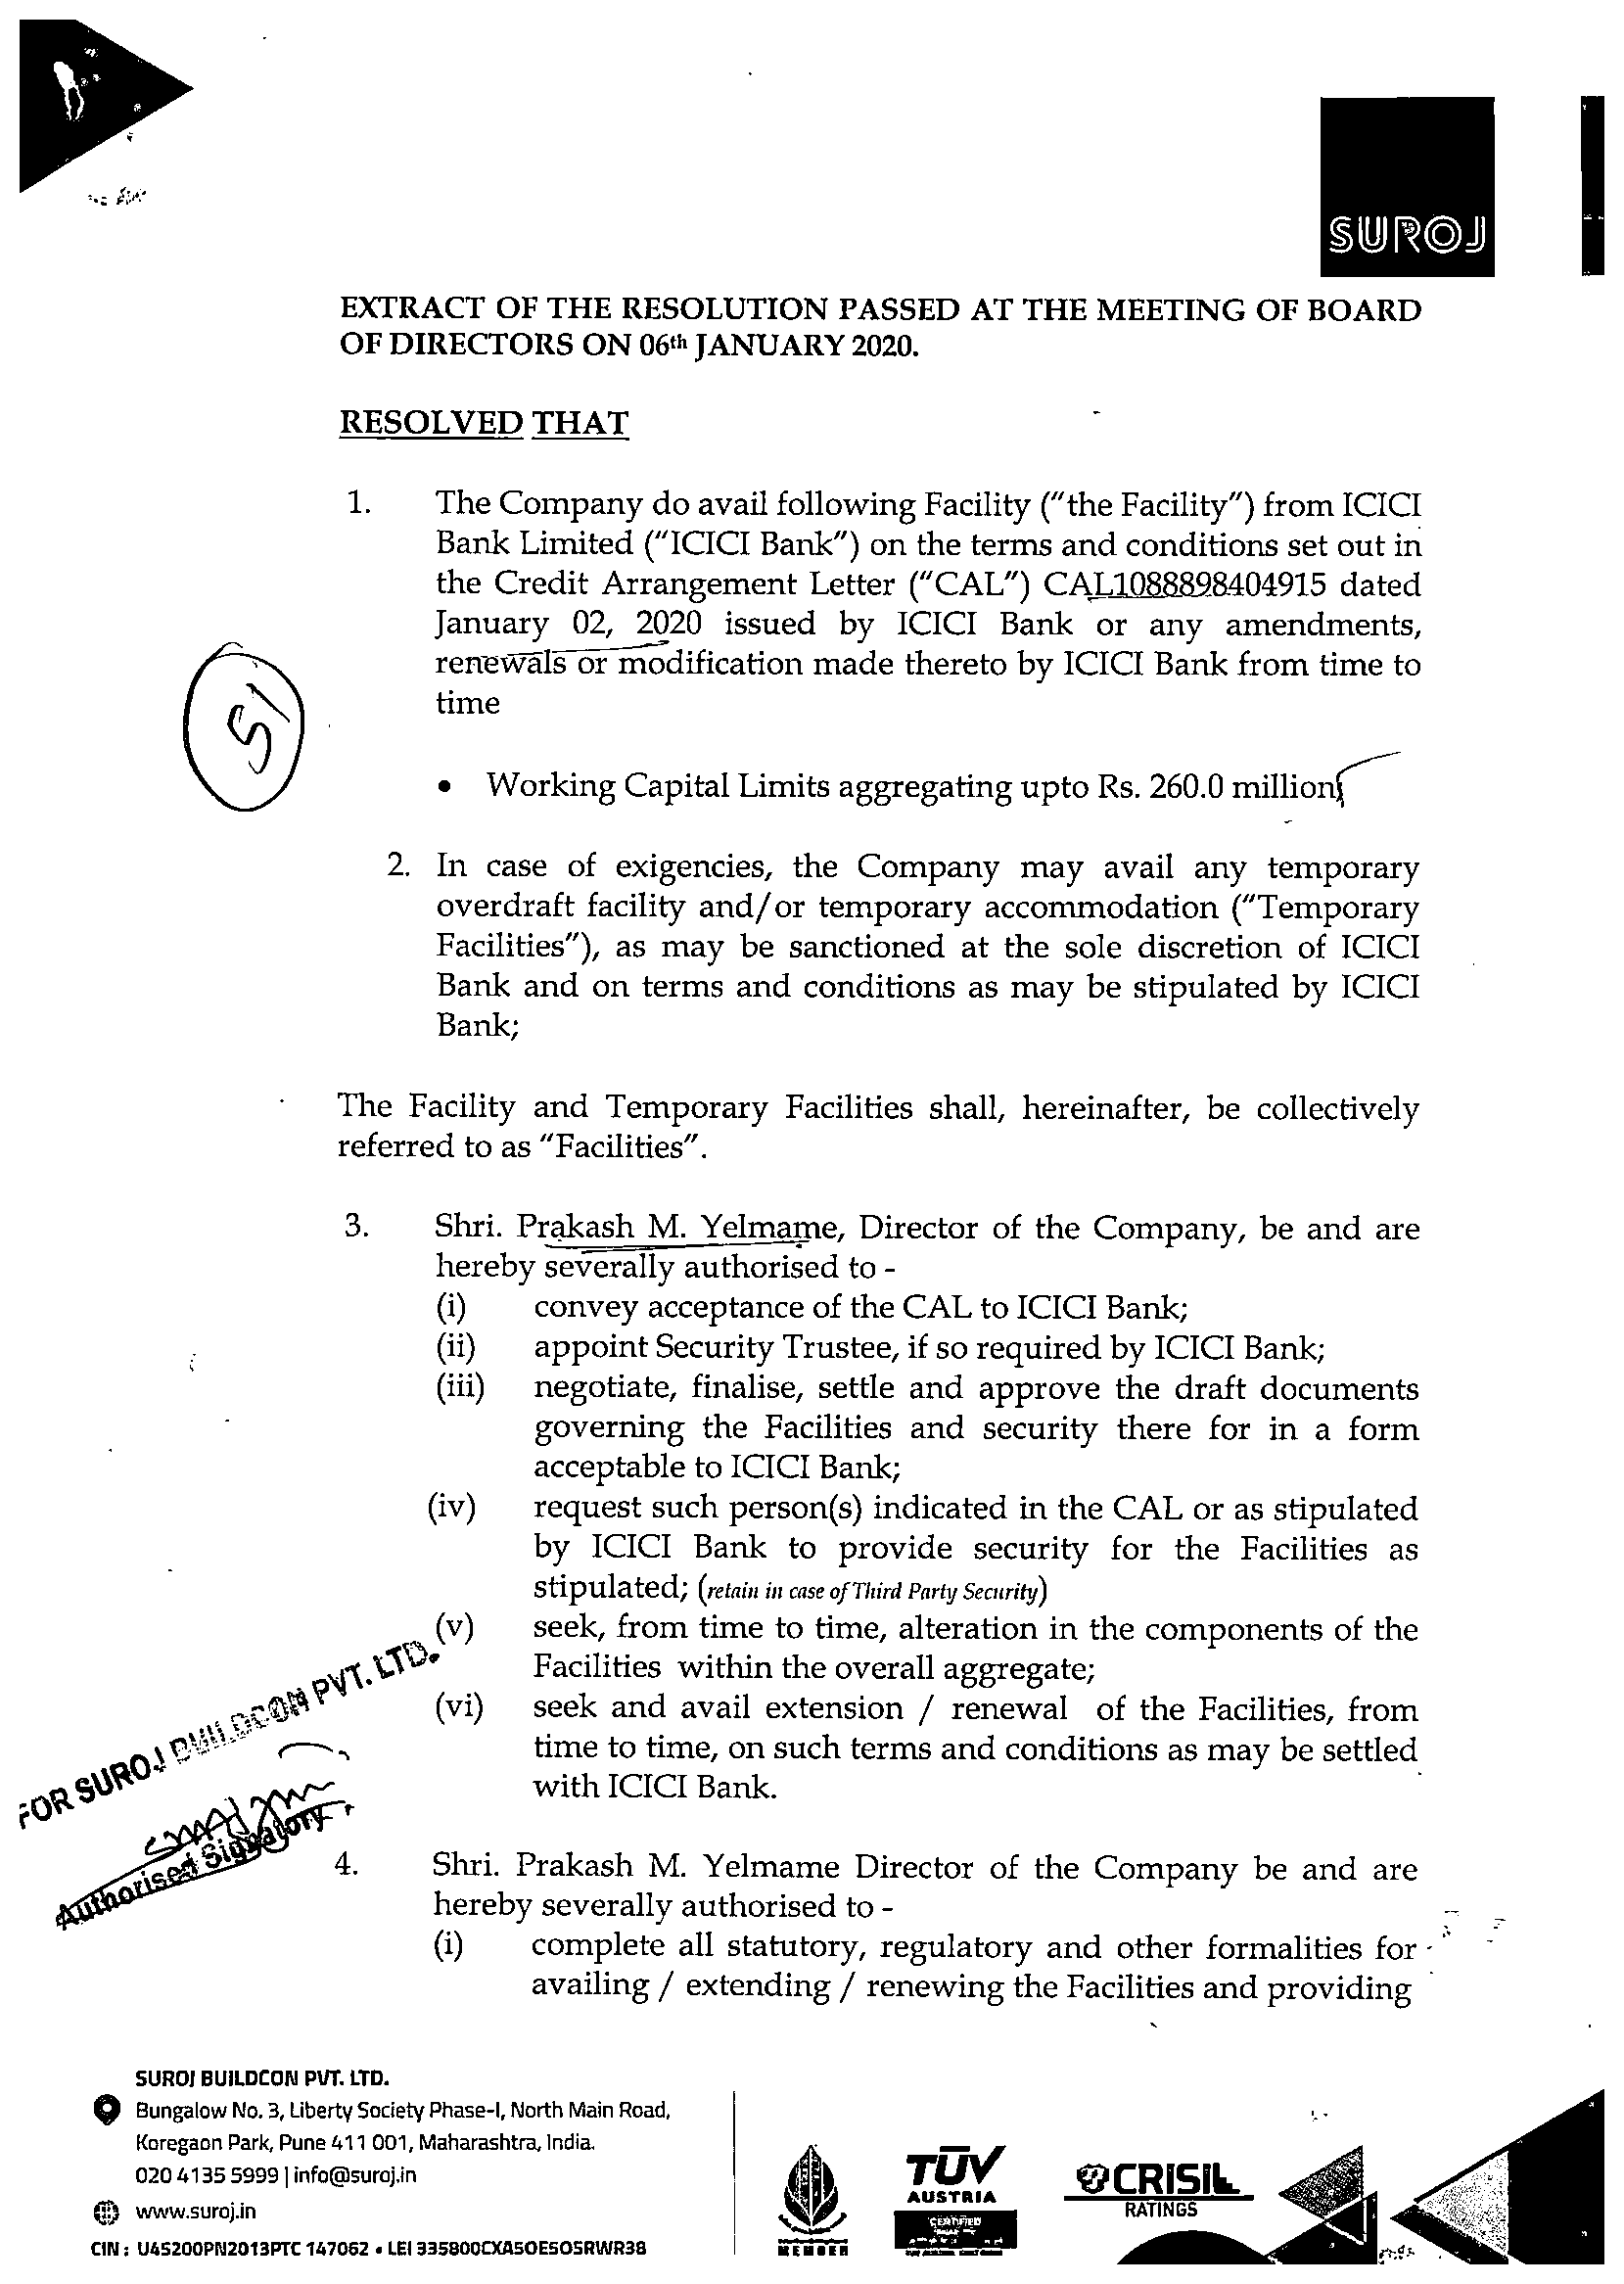 SUROJ
EXTRACT OF THE RESOLUTION PASSED AT THE MEETING OF BOARD
OF DIRECTORS ON 06th JANUARY 2020.
RESOLVED THAT
1. The Company do avail following Facility ("the Facility") from ICICI
Bank Limited ("ICICI Bank") on the terms and conditions set out in
the Credit Arrangement Letter ("CAL") CAL1088898404915 dated
January 02, 2020 issued by ICICI Bank or any amendments,
renewals or modification made thereto by ICICI Bank from time to
time
51
• Working Capital Limits aggregating upto Rs. 260.0 million
2. In case of exigencies, the Company may avail any temporary
overdraft facility and/or temporary accommodation ("Temporary
Facilities"), as may be sanctioned at the sole discretion of ICICI
Bank and on terms and conditions as may be stipulated by ICICI
Bank;
The Facility and Temporary Facilities shall, hereinafter, be collectively
referred to as "Facilities".
3. Shri. Prakash M. Yelmame, Director of the Company, be and are
hereby severally authorised to -
(i) convey acceptance of the CAL to ICICI Bank;
(ii) appoint Security Trustee, if so required by ICICI Bank;
(iii) negotiate, finalise, settle and approve the draft documents
governing the Facilities and security there for in a form
acceptable to ICICI Bank;
(iv) request such person(s) indicated in the CAL or as stipulated
by ICICI Bank to provide security for the Facilities as
stipulated; (retain in case of Third Party Security)
(v) seek, from time to time, alteration in the components of the
Facilities within the overall aggregate;
(vi) seek and avail extension / renewal of the Facilities, from
time to time, on such terms and conditions as may be settled
with ICICI Bank.
FOR SUROJ BUILDCON PVT. LTD.
Authorised Signatory
4. Shri. Prakash M. Yelmame Director of the Company be and are
hereby severally authorised to -
(i) complete all statutory, regulatory and other formalities for
availing / extending / renewing the Facilities and providing
SUROJ BUILDCON PVT. LTD.
Bungalow No. 3, Liberty Society Phase-I, North Main Road,
Koregaon Park, Pune 411 001, Maharashtra, India.
020 4135 5999 | info@suroj.in
www.suroj.in
CIN : U45200PN2013PTC 147062 • LEI 335800CXA5OE5O5RWR38
MEMBER
TÜV
AUSTRIA
CERTIFIED
CRISIL
RATINGS